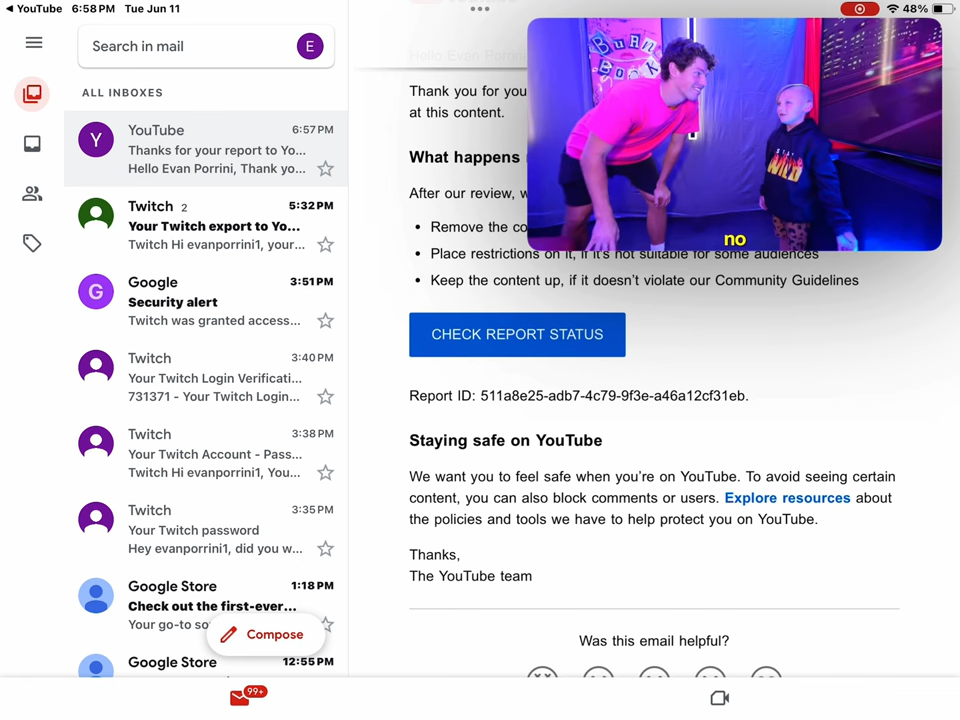 YouTube 6:58 PM Tue Jun 11 48%
Search in mail E
ALL INBOXES
Y YouTube 6:57 PM
Thanks for your report to Yo...
Hello Evan Porrini, Thank yo...
Twitch 2 5:32 PM
Your Twitch export to Yo...
Twitch Hi evanporrini1, your...
G Google 3:51 PM
Security alert
Twitch was granted access...
Twitch 3:40 PM
Your Twitch Login Verificati...
731371 - Your Twitch Login...
Twitch 3:38 PM
Your Twitch Account - Pass...
Twitch Hi evanporrini1, You...
Twitch 3:35 PM
Your Twitch password
Hey evanporrini1, did you w...
Google Store 1:18 PM
Check out the first-ever...
Your go-to so
Compose
Google Store 12:55 PM
99+
Hello Evan Porrini
Thank you for you
at this content.
What happens
After our review, w
Remove the co
Place restrictions on it, if it's not suitable for some audiences
Keep the content up, if it doesn't violate our Community Guidelines
BURN
BOOK
WILD
no
CHECK REPORT STATUS
Report ID: 511a8e25-adb7-4c79-9f3e-a46a12cf31eb.
Staying safe on YouTube
We want you to feel safe when you're on YouTube. To avoid seeing certain
content, you can also block comments or users. Explore resources about
the policies and tools we have to help protect you on YouTube.
Thanks,
The YouTube team
Was this email helpful?